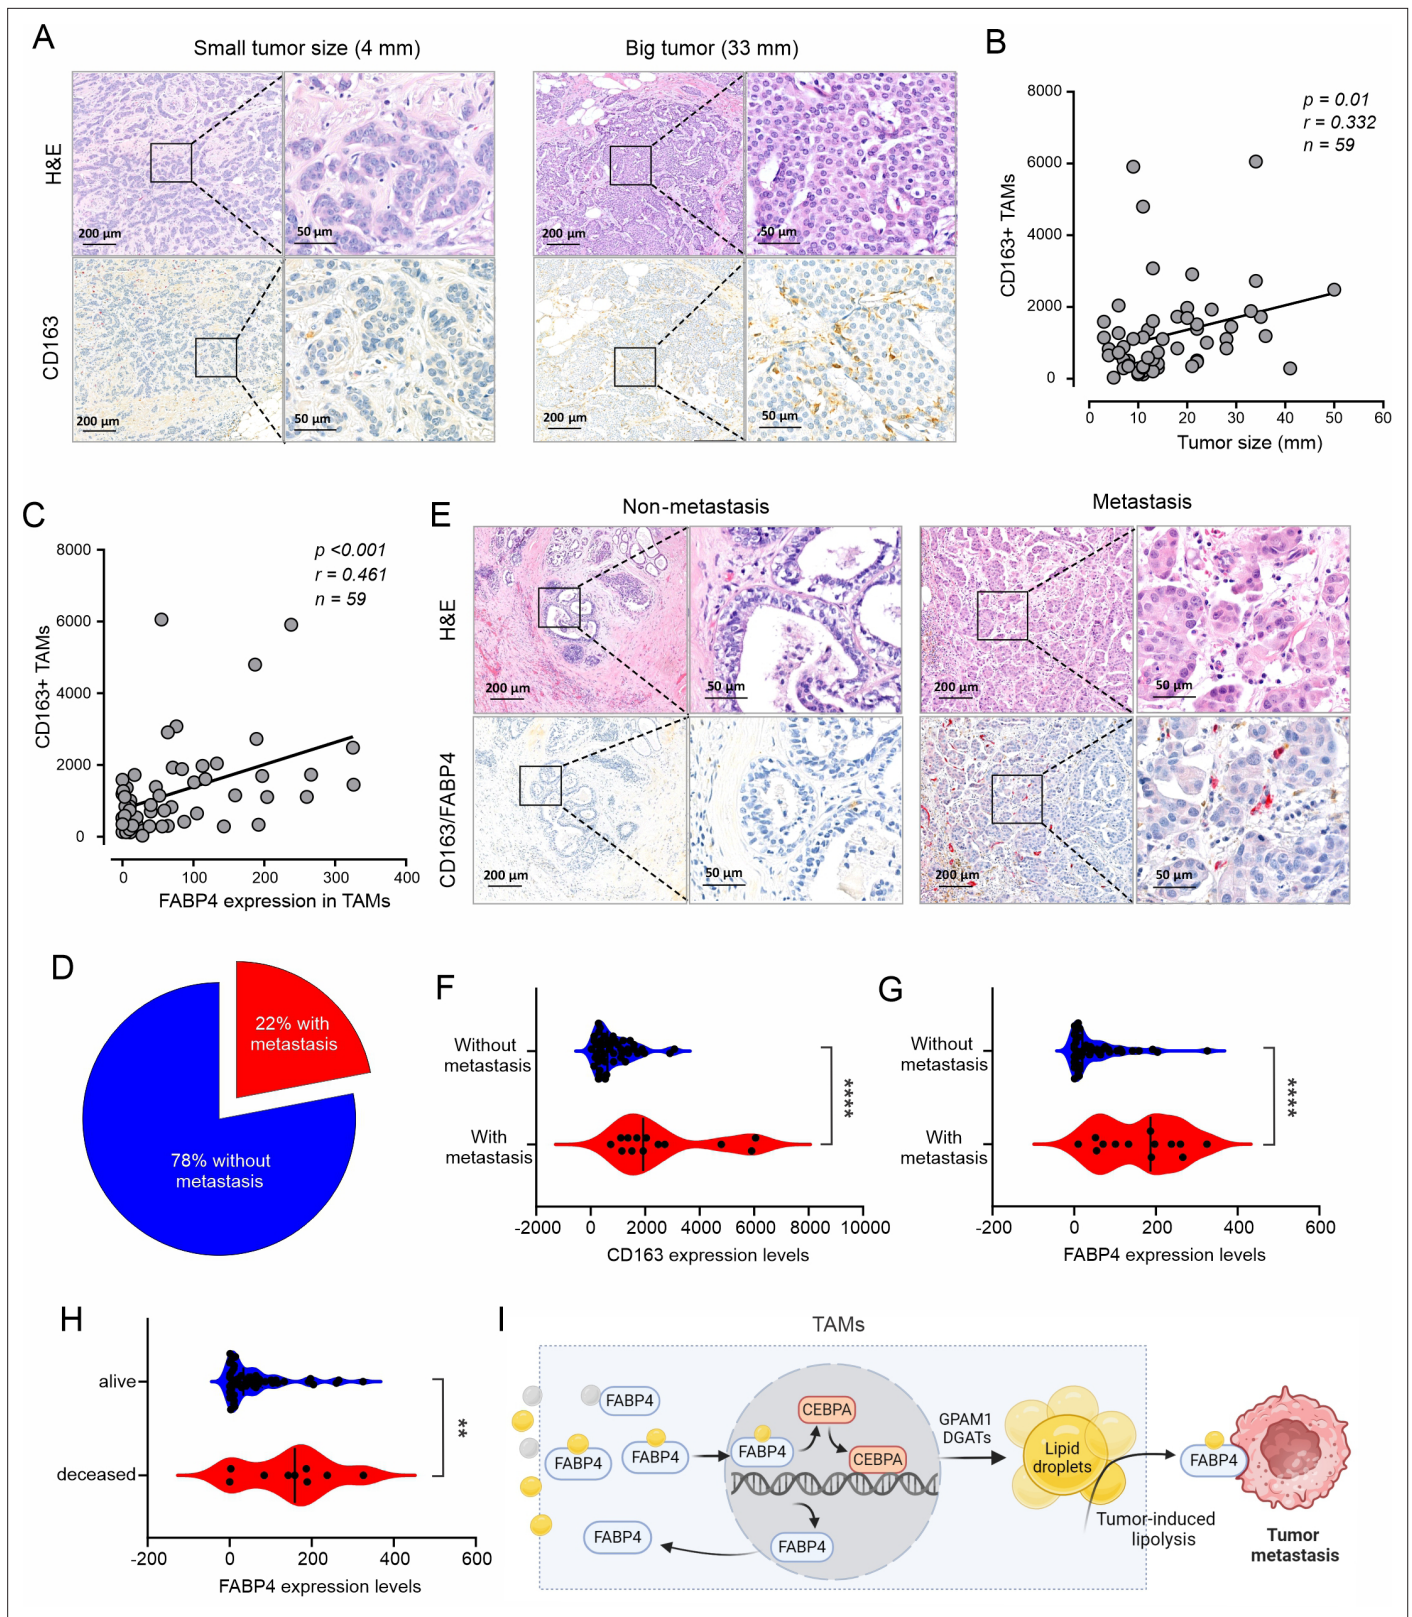 A
Small tumor size (4 mm)
Big tumor (33 mm)
H&E
200 µm
50 µm
200 µm
50 µm
CD163
200 µm
50 µm
200 µm
50 µm
B
p = 0.01
r = 0.332
n = 59
CD163+ TAMs
8000
6000
4000
2000
0
0 10 20 30 40 50 60
Tumor size (mm)
C
p <0.001
r = 0.461
n = 59
CD163+ TAMs
8000
6000
4000
2000
0
0 100 200 300 400
FABP4 expression in TAMs
E
Non-metastasis
Metastasis
H&E
200 µm
50 µm
200 µm
50 µm
CD163/FABP4
200 µm
50 µm
200 µm
50 µm
D
22% with
metastasis
78% without
metastasis
F
Without
metastasis
With
metastasis
****
-2000 0 2000 4000 6000 8000 10000
CD163 expression levels
G
Without
metastasis
With
metastasis
****
-200 0 200 400 600
FABP4 expression levels
H
alive
deceased
**
-200 0 200 400 600
FABP4 expression levels
I
TAMs
FABP4
FABP4
FABP4
FABP4
CEBPA
CEBPA
FABP4
FABP4
GPAM1
DGATs
Lipid
droplets
Tumor-induced
lipolysis
FABP4
Tumor
metastasis